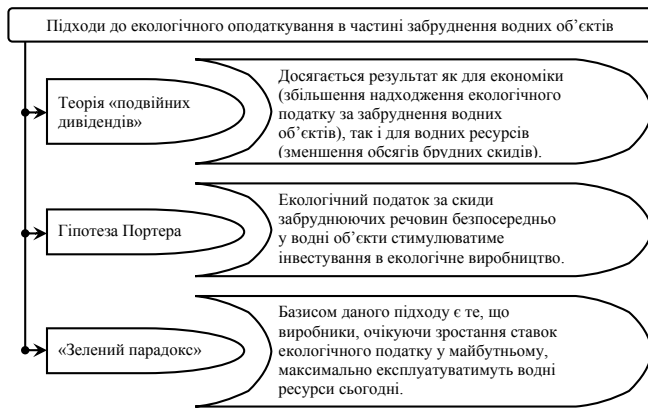 Підходи до екологічного оподаткування в частині забруднення водних об’єктів
Теорія «подвійних
дивідендів»
Досягається результат як для економіки
(збільшення надходження екологічного
податку за забруднення водних
об’єктів), так і для водних ресурсів
(зменшення обсягів брудних скидів).
Гіпотеза Портера
Екологічний податок за скиди
забруднюючих речовин безпосередньо
у водні об’єкти стимулюватиме
інвестування в екологічне виробництво.
«Зелений парадокс»
Базисом даного підходу є те, що
виробники, очікуючи зростання ставок
екологічного податку у майбутньому,
максимально експлуатуватимуть водні
ресурси сьогодні.